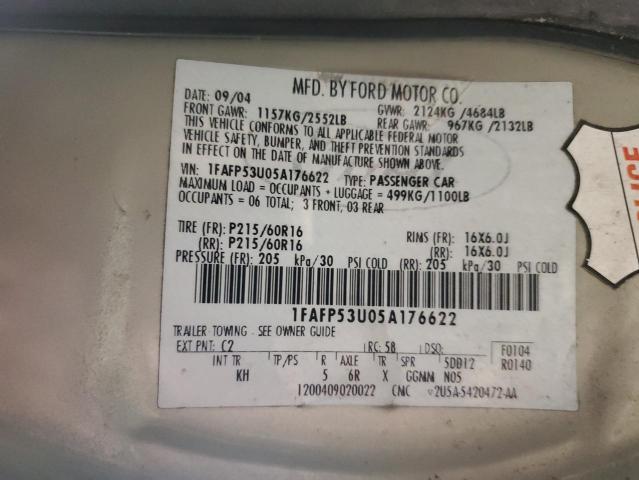 MFD. BY FORD MOTOR CO.
DATE: 09/04 GVWR: 2124KG /4684LB
FRONT GAWR: 1157KG/2552LB REAR GAWR: 967KG /2132LB
THIS VEHICLE CONFORMS TO ALL APPLICABLE FEDERAL MOTOR
VEHICLE SAFETY, BUMPER, AND THEFT PREVENTION STANDARDS
IN EFFECT ON THE DATE OF MANUFACTURE SHOWN ABOVE.
VIN: 1FAFP53U05A176622 TYPE: PASSENGER CAR
MAXIMUM LOAD = OCCUPANTS + LUGGAGE = 499KG/1100LB
OCCUPANTS = 06 TOTAL; 3 FRONT, 03 REAR
TIRE (FR): P215/60R16 RIMS (FR): 16X6.0J
(RR): P215/60R16 (RR): 16X6.0J
PRESSURE (FR): 205 kPa/30 PSI COLD (RR): 205 kPa/30 PSI COLD
1FAFP53U05A176622
TRAILER TOWING - SEE OWNER GUIDE
EXT PNT: C2 RC: 58 DSO: F0104
INT TR TP/PS R AXLE TR SPR 5DD12 R0140
KH 5 6R X GGMM N05
1200409020022 CMC 2U5A-5420472-AA